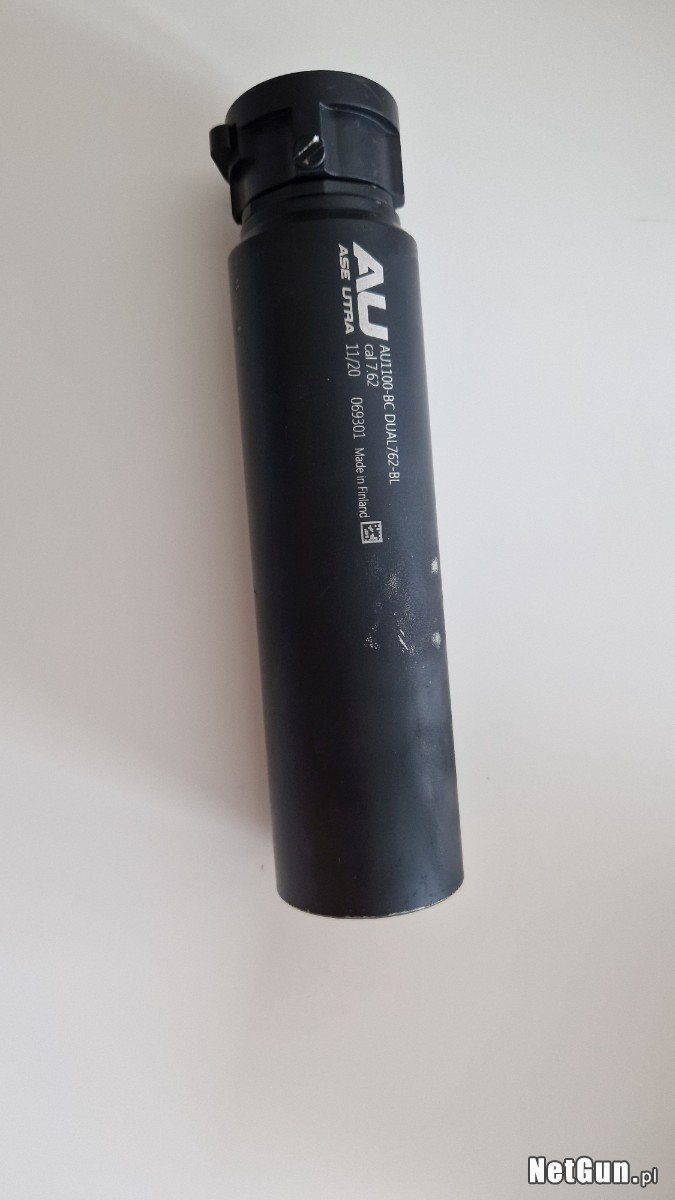 AU
ASE UTRA
AU1100-BC DUAL762-BL
cal 7.62
11/20 069301 Made in Finland
NetGun.pl